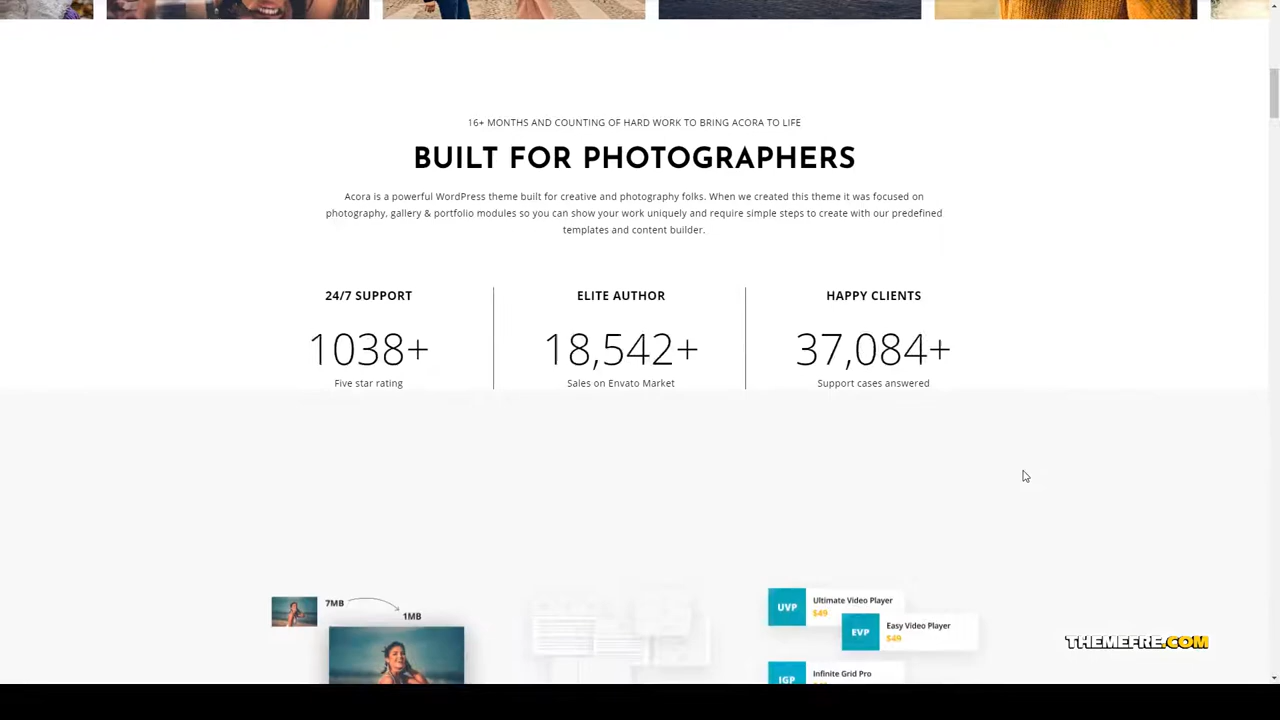 16+ MONTHS AND COUNTING OF HARD WORK TO BRING ACORA TO LIFE
BUILT FOR PHOTOGRAPHERS
Acora is a powerful WordPress theme built for creative and photography folks. When we created this theme it was focused on
photography, gallery & portfolio modules so you can show your work uniquely and require simple steps to create with our predefined
templates and content builder.
24/7 SUPPORT
1038+
Five star rating
ELITE AUTHOR
18,542+
Sales on Envato Market
HAPPY CLIENTS
37,084+
Support cases answered
7MB
1MB
UVP
Ultimate Video Player
$49
EVP
Easy Video Player
$49
IGP
Infinite Grid Pro
THEMEFRE.COM